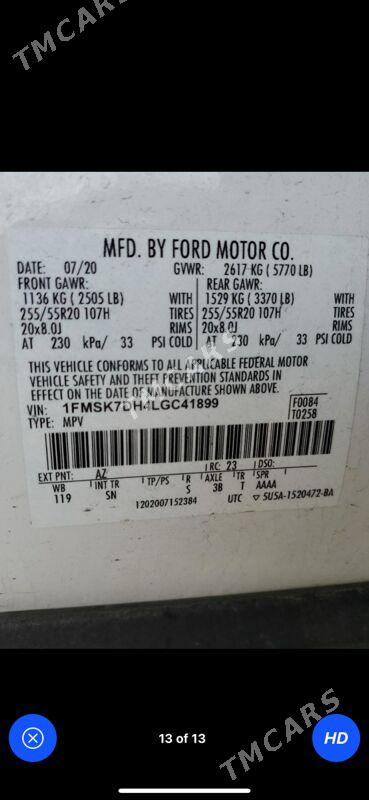 TMCARS
MFD. BY FORD MOTOR CO.
DATE: 07/20 GVWR: 2617 KG ( 5770 LB)
FRONT GAWR: REAR GAWR:
1136 KG ( 2505 LB) WITH 1529 KG ( 3370 LB) WITH
255/55R20 107H TIRES 255/55R20 107H TIRES
20x8.0J RIMS 20x8.0J RIMS
AT 230 kPa/ 33 PSI COLD AT 230 kPa/ 33 PSI COLD
THIS VEHICLE CONFORMS TO ALL APPLICABLE FEDERAL MOTOR
VEHICLE SAFETY AND THEFT PREVENTION STANDARDS IN
EFFECT ON THE DATE OF MANUFACTURE SHOWN ABOVE.
VIN: 1FMSK7DH4LGC41899 F0084
TYPE: MPV T0258
TMCARS
EXT PNT: AZ RC: 23 DSO:
WB INT TR TP/PS R AXLE TR SPR
119 SN S 3B T AAAA
1202007152384 UTC ▽ 5U5A-1520472-BA
13 of 13
HD
TMCARS